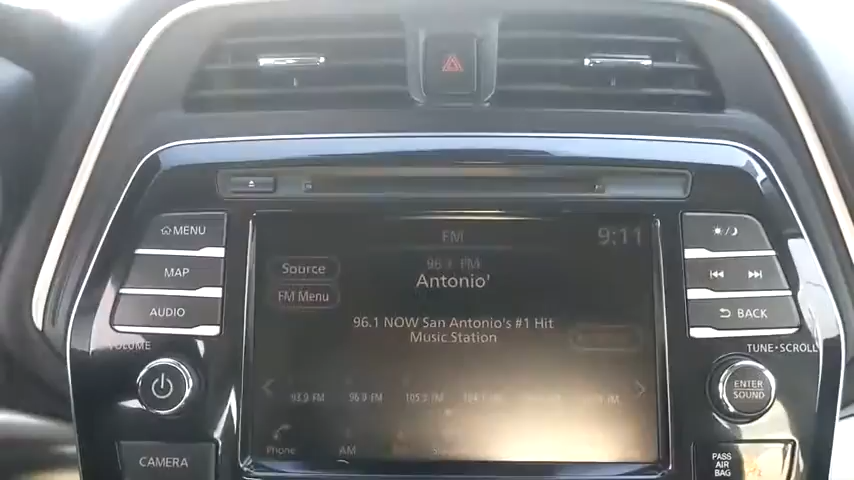 MENU
MAP
AUDIO
VOLUME
CAMERA
FM
9:11
Source
96.1 FM
Antonio'
FM Menu
96.1 NOW San Antonio's #1 Hit
Music Station
93.9 FM 96.9 FM 105.3 FM
Phone AM
BACK
TUNE•SCROLL
ENTER
SOUND
PASS
AIR
BAG